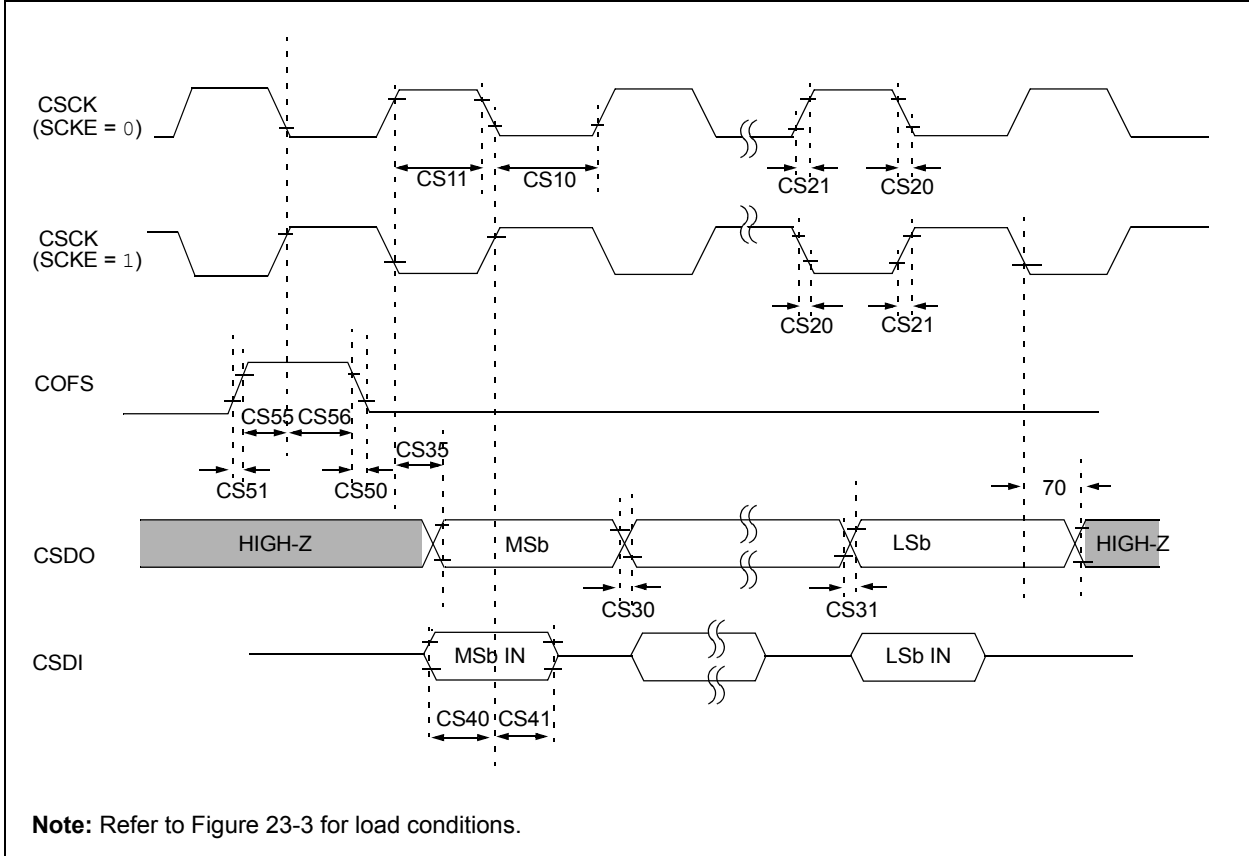 CSCK
(SCKE = 0)
CS11
CS10
CS21
CS20
CSCK
(SCKE = 1)
CS20
CS21
COFS
CS55
CS56
CS35
CS51
CS50
70
CSDO
HIGH-Z
MSb
LSb
HIGH-Z
CS30
CS31
CSDI
MSb IN
LSb IN
CS40
CS41
Note: Refer to Figure 23-3 for load conditions.